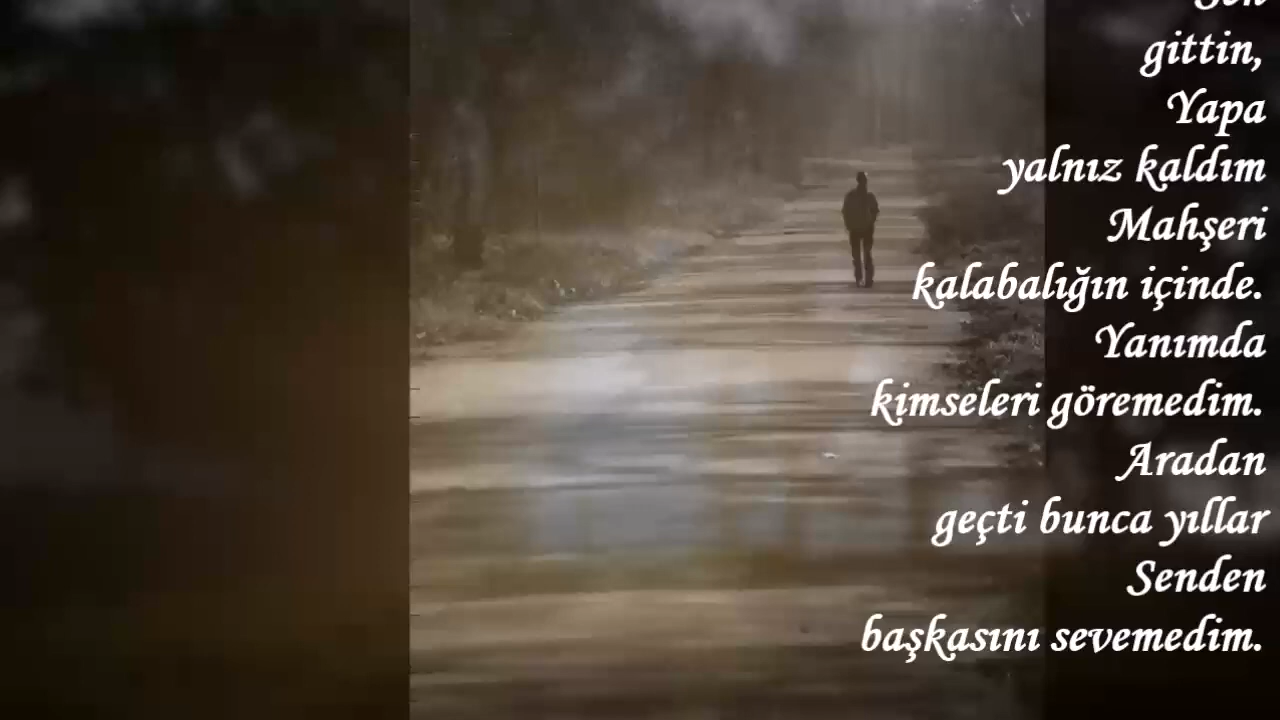 gittin,
Yapa
yalnız kaldım
Mahşeri
kalabalığın içinde.
Yanımda
kimseleri göremedim.
Aradan
geçti bunca yıllar
Senden
başkasını sevemedim.